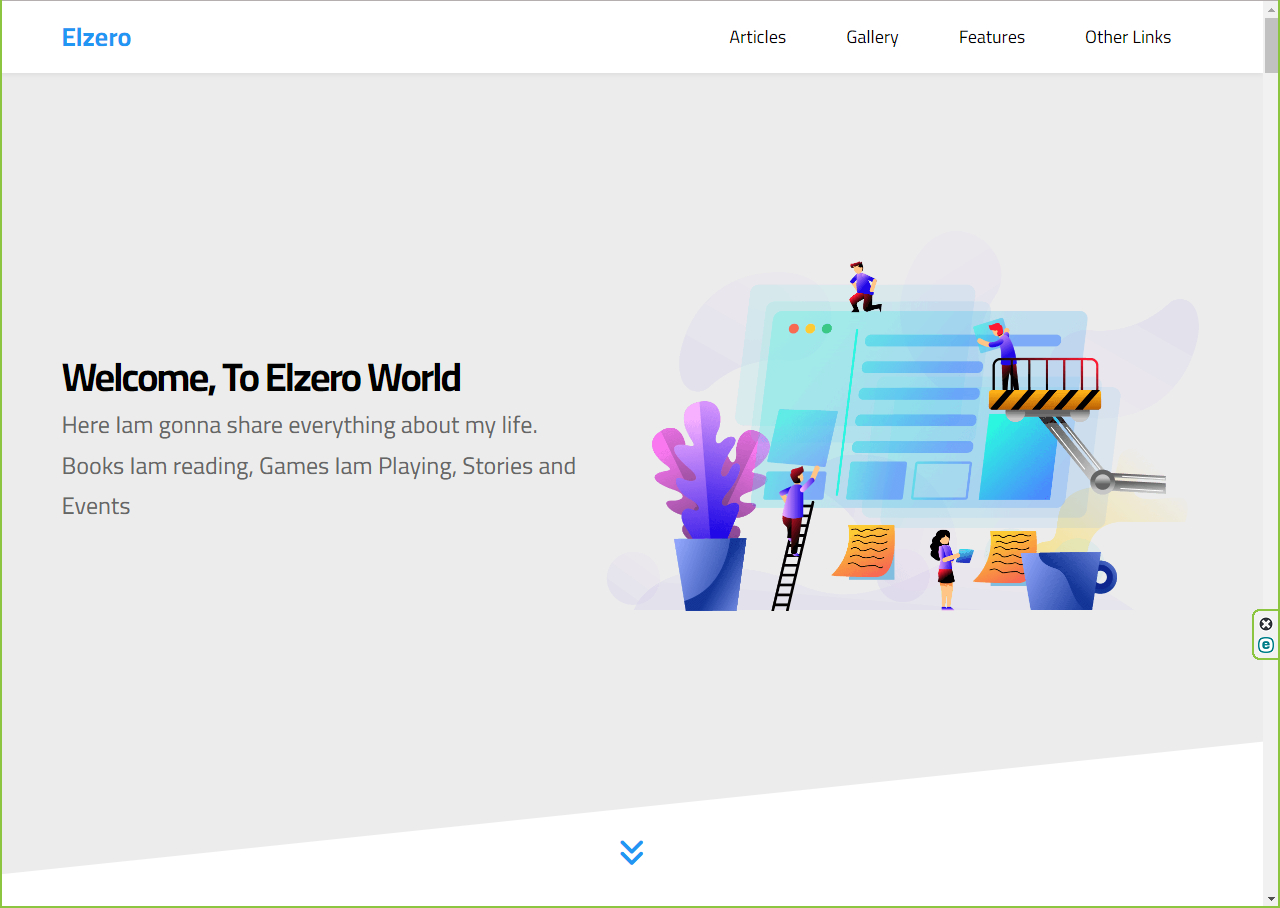 Elzero
Articles
Gallery
Features
Other Links
Welcome, To Elzero World
Here Iam gonna share everything about my life.
Books Iam reading, Games Iam Playing, Stories and
Events